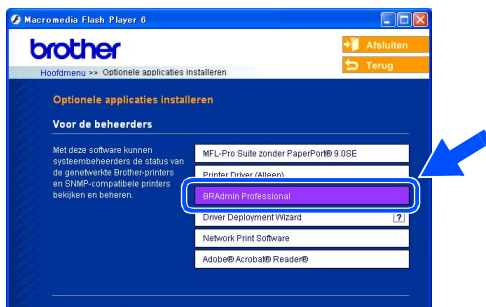 Macromedia Flash Player 6
brother
Afsluiten
Hoofdmenu >> Optionele applicaties installeren
Terug
Optionele applicaties installeren
Voor de beheerders
Met deze software kunnen
systeembeheerders de status van
de genetwerkte Brother-printers
en SNMP-compatibele printers
bekijken en beheren.
MFL-Pro Suite zonder PaperPort® 9.0SE
Printer Driver (Alleen)
BRAdmin Professional
Driver Deployment Wizard
?
Network Print Software
Adobe® Acrobat® Reader®